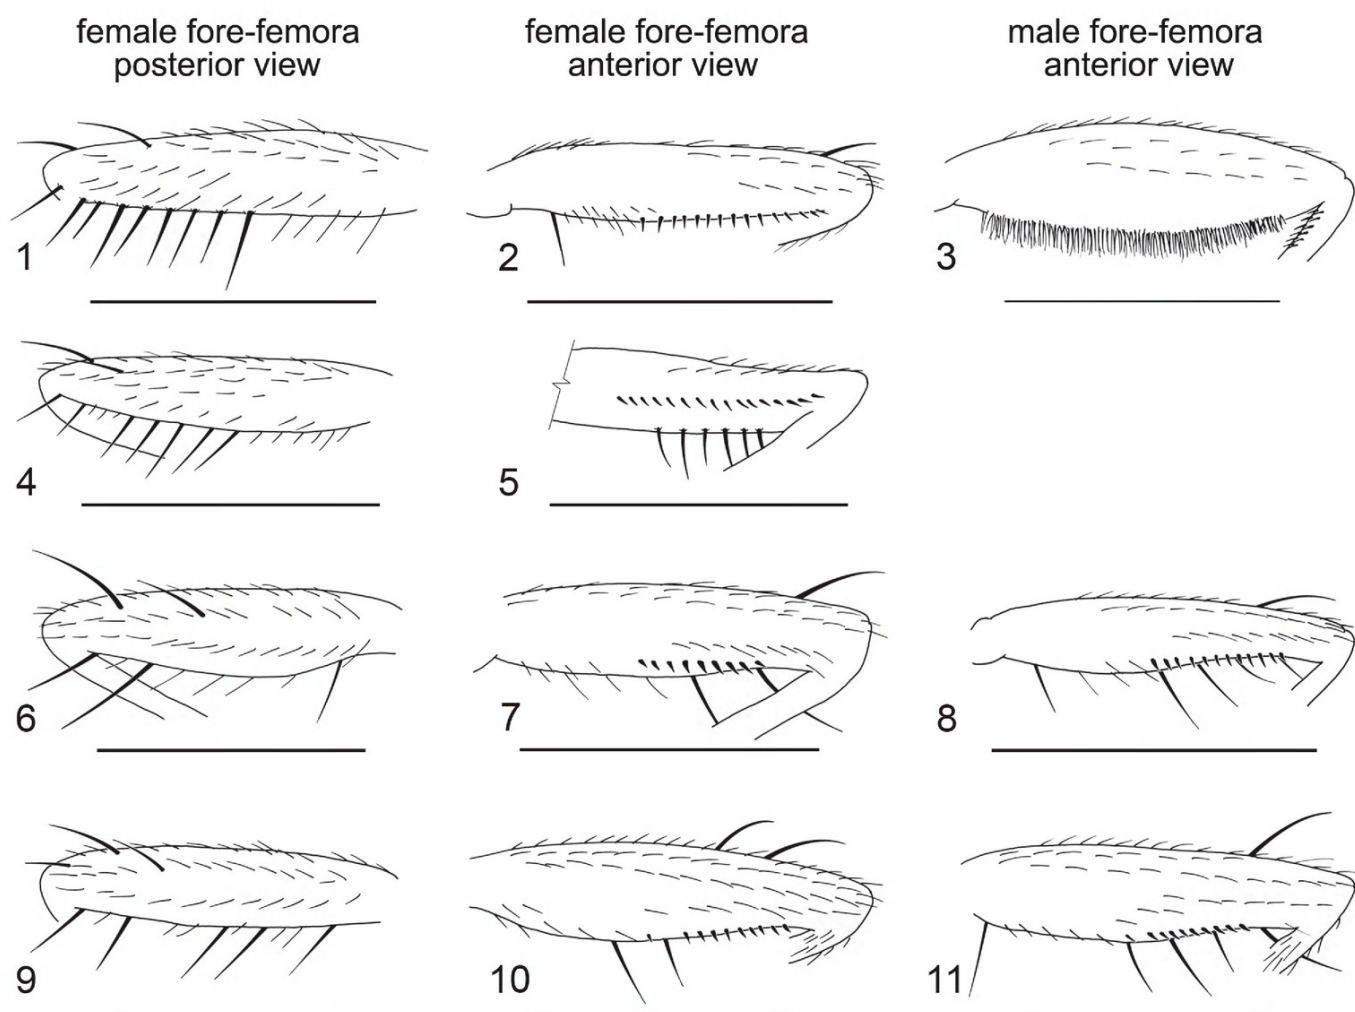 female fore-femora
posterior view
female fore-femora
anterior view
male fore-femora
anterior view
1
2
3
4
5
6
7
8
9
10
11